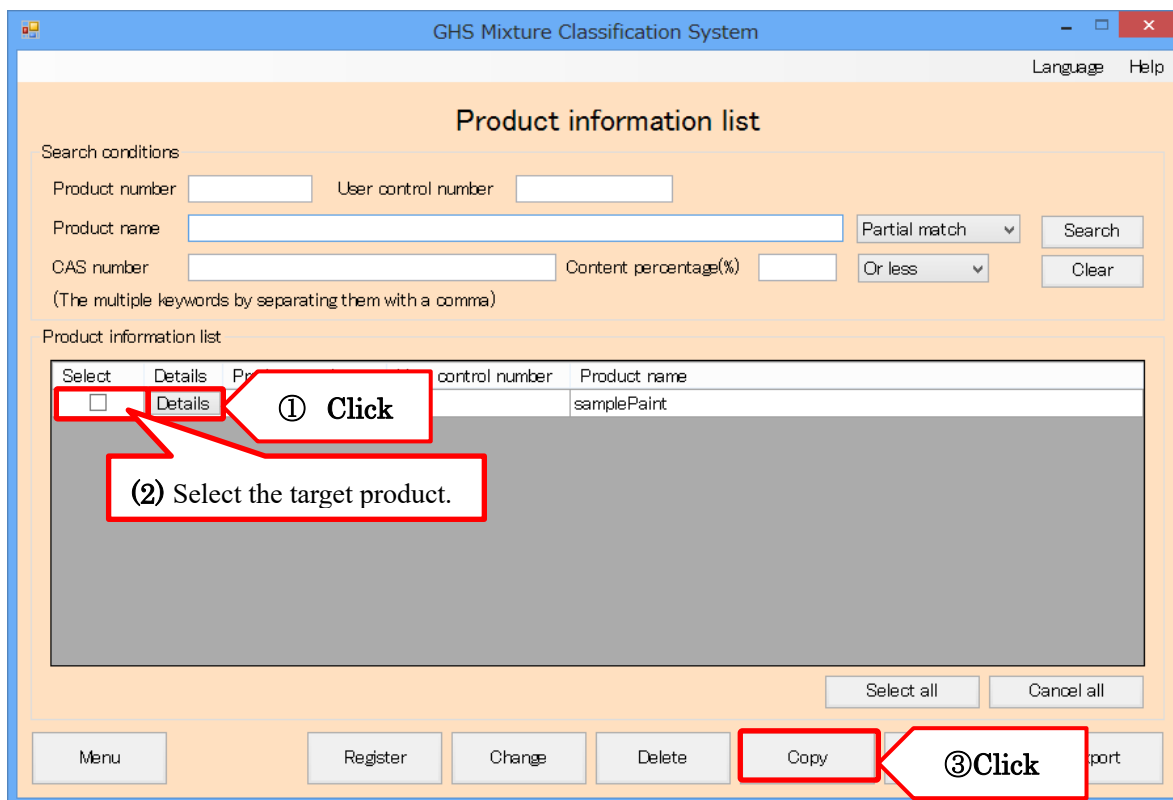 GHS Mixture Classification System
Language Help
Product information list
Search conditions
Product number User control number
Product name Partial match Search
CAS number Content percentage(%) Or less Clear
(The multiple keywords by separating them with a comma)
Product information list
Select Details control number Product name
Details samplePaint
① Click
(2) Select the target product.
Select all Cancel all
Menu Register Change Delete Copy
③Click